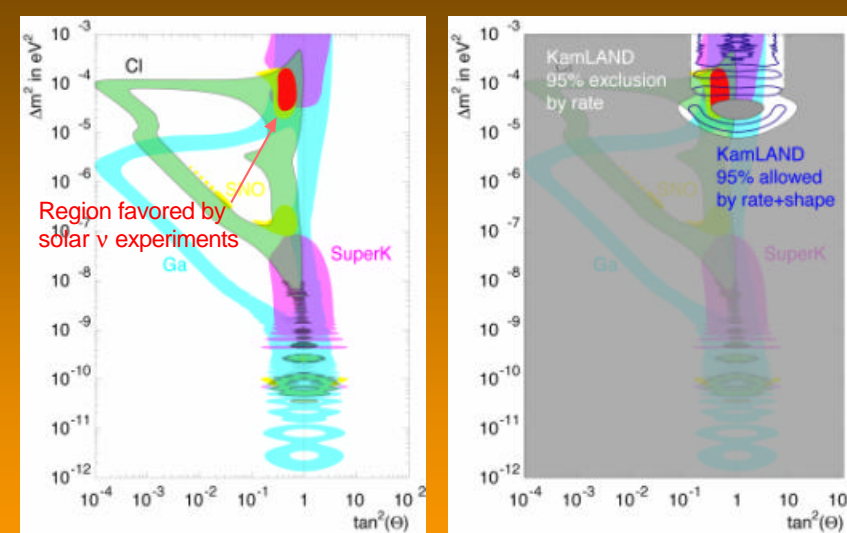 Δm² in eV²
10⁻³
10⁻⁴
10⁻⁵
10⁻⁶
10⁻⁷
10⁻⁸
10⁻⁹
10⁻¹⁰
10⁻¹¹
10⁻¹²
Cl
SNO
Region favored by
solar ν experiments
SuperK
Ga
10⁻⁴ 10⁻³ 10⁻² 10⁻¹ 1 10 10²
tan²(Θ)
Δm² in eV²
10⁻³
10⁻⁴
10⁻⁵
10⁻⁶
10⁻⁷
10⁻⁸
10⁻⁹
10⁻¹⁰
10⁻¹¹
10⁻¹²
KamLAND
95% exclusion
by rate
KamLAND
95% allowed
by rate+shape
SNO
SuperK
Ga
10⁻⁴ 10⁻³ 10⁻² 10⁻¹ 1 10
tan²(Θ)